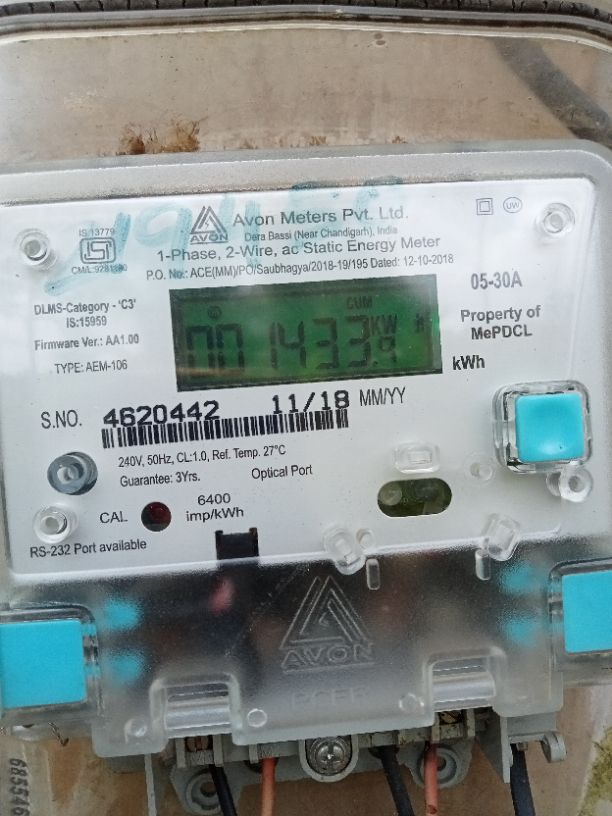 IS 13779
CM/L:9281380
AVON
Avon Meters Pvt. Ltd.
Dera Bassi (Near Chandigarh), India
1-Phase, 2-Wire, ac Static Energy Meter
P.O. No.: ACE(MM)/PO/Saubhagya/2018-19/195 Dated: 12-10-2018
UW
DLMS-Category - 'C3'
IS:15959
Firmware Ver.: AA1.00
TYPE: AEM-106
CUM
001433.9 KW h
kWh
05-30A
Property of
MePDCL
S.NO. 4620442 11/18 MM/YY
240V, 50Hz, CL:1.0, Ref. Temp. 27°C
Guarantee: 3Yrs. Optical Port
CAL 6400
imp/kWh
RS-232 Port available
AVON